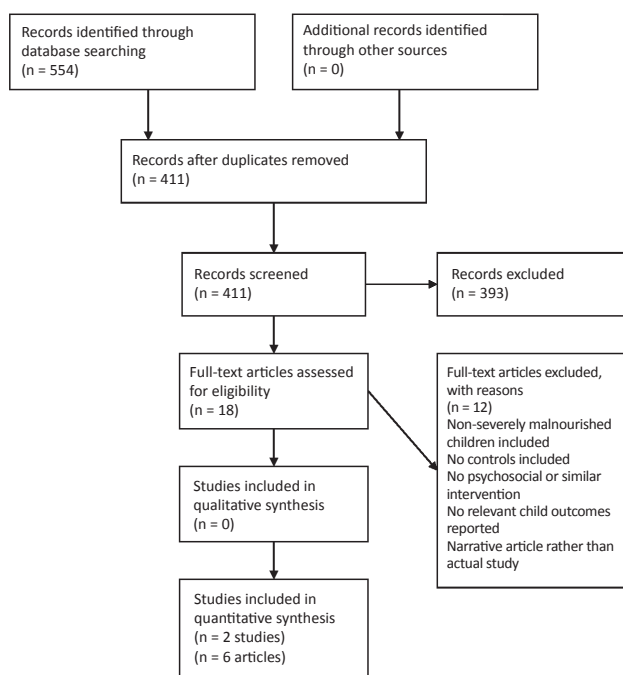 Records identified through
database searching
(n = 554)
Additional records identified
through other sources
(n = 0)
Records after duplicates removed
(n = 411)
Records screened
(n = 411)
Records excluded
(n = 393)
Full-text articles assessed
for eligibility
(n = 18)
Full-text articles excluded,
with reasons
(n = 12)
Non-severely malnourished
children included
No controls included
No psychosocial or similar
intervention
No relevant child outcomes
reported
Narrative article rather than
actual study
Studies included in
qualitative synthesis
(n = 0)
Studies included in
quantitative synthesis
(n = 2 studies)
(n = 6 articles)